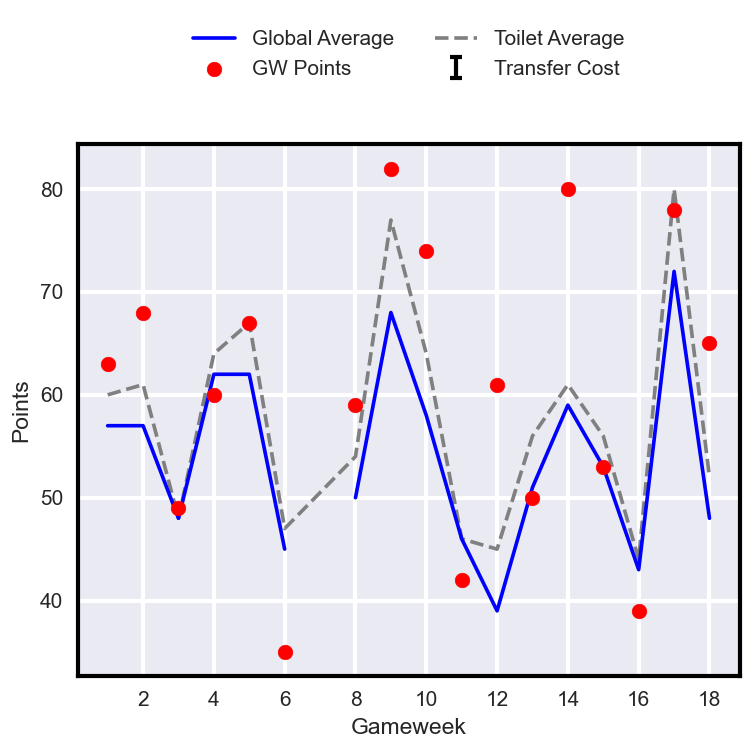 Global Average
Toilet Average
GW Points
Transfer Cost
80
70
60
50
40
Points
2 4 6 8 10 12 14 16 18
Gameweek